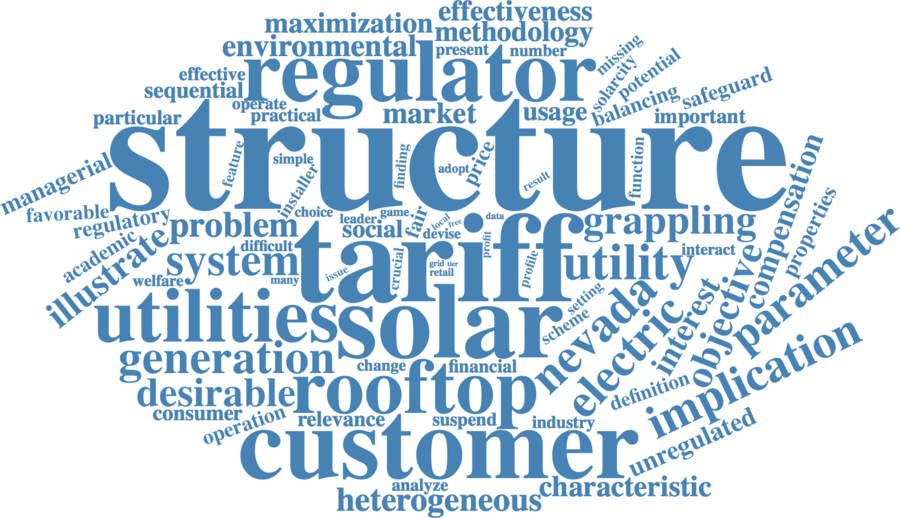 effectiveness
maximization
methodology
environmental
present
number
missing
effective
regulator
solarcity
potential
sequential
operate
balancing
safeguard
particular
practical
market
usage
important
structure
managerial
feature
simple
installer
finding
adopt
price
result
function
compensation
favorable
regulatory
problem
choice
leader
game
social
fair
local
free
devise
data
grappling
properties
academic
illustrate
difficult
system
welfare
many
issue
tariff
crucial
grid
tier
retail
profit
profile
utility
interact
parameter
utilities
solar
setting
scheme
nevada
electric
interest
objective
generation
change
financial
desirable
rooftop
definition
implication
consumer
operation
relevance
suspend
industry
customer
unregulated
analyze
heterogeneous
characteristic